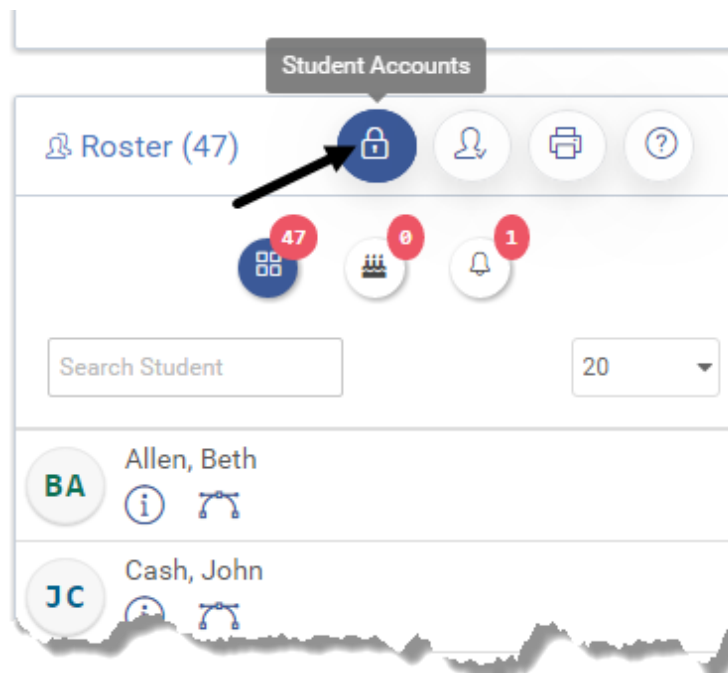 Student Accounts
Roster (47)
47
0
1
Search Student
20
Allen, Beth
BA
Cash, John
JC